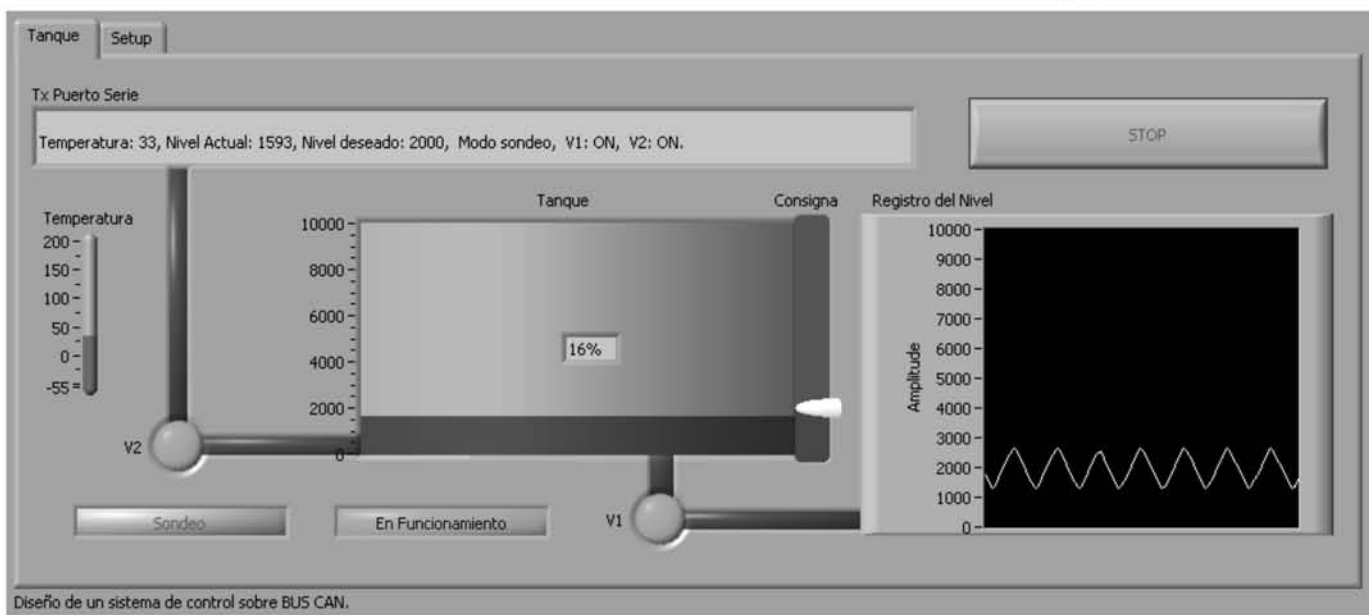 Tanque
Setup
Tx Puerto Serie
Temperatura: 33, Nivel Actual: 1593, Nivel deseado: 2000, Modo sondeo, V1: ON, V2: ON.
STOP
Tanque
Consigna
Registro del Nivel
Temperatura
200
150
100
50
0
-55
10000
8000
6000
4000
2000
0
16%
Amplitude
10000
9000
8000
7000
6000
5000
4000
3000
2000
1000
0
V2
V1
Sondeo
En Funcionamiento
Diseño de un sistema de control sobre BUS CAN.